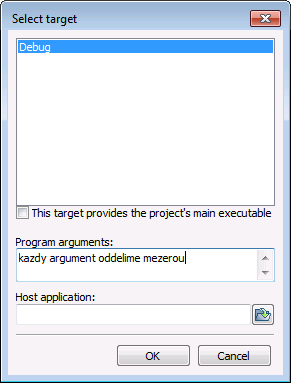 Select target
Debug
This target provides the project's main executable
Program arguments:
kazdy argument oddelime mezerou
Host application:
OK
Cancel